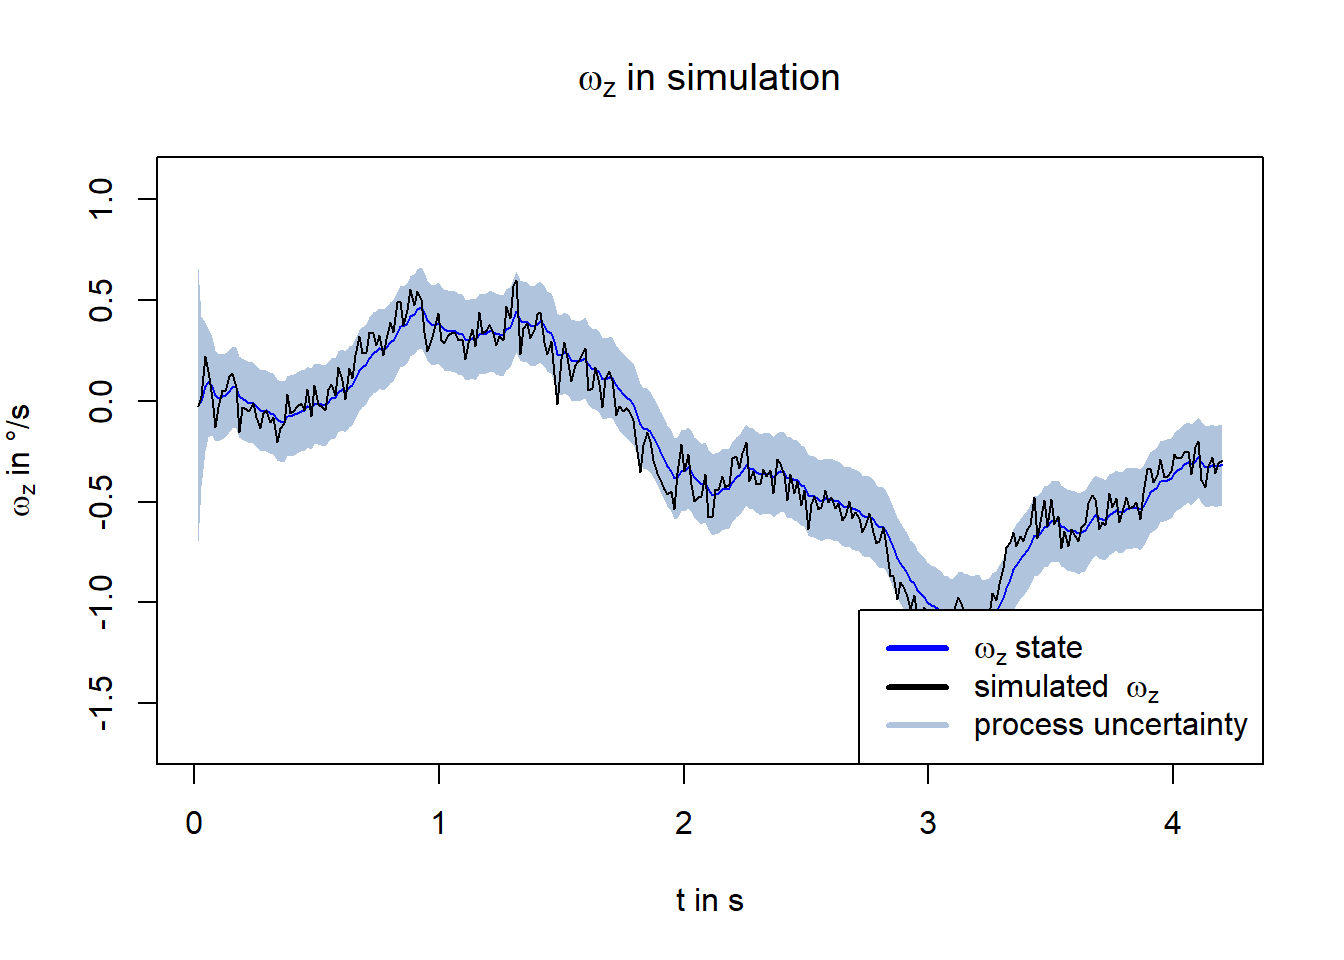 ωz in simulation
ωz in °/s
1.0
0.5
0.0
-0.5
-1.0
-1.5
ωz state
simulated ωz
process uncertainty
0 1 2 3 4
t in s